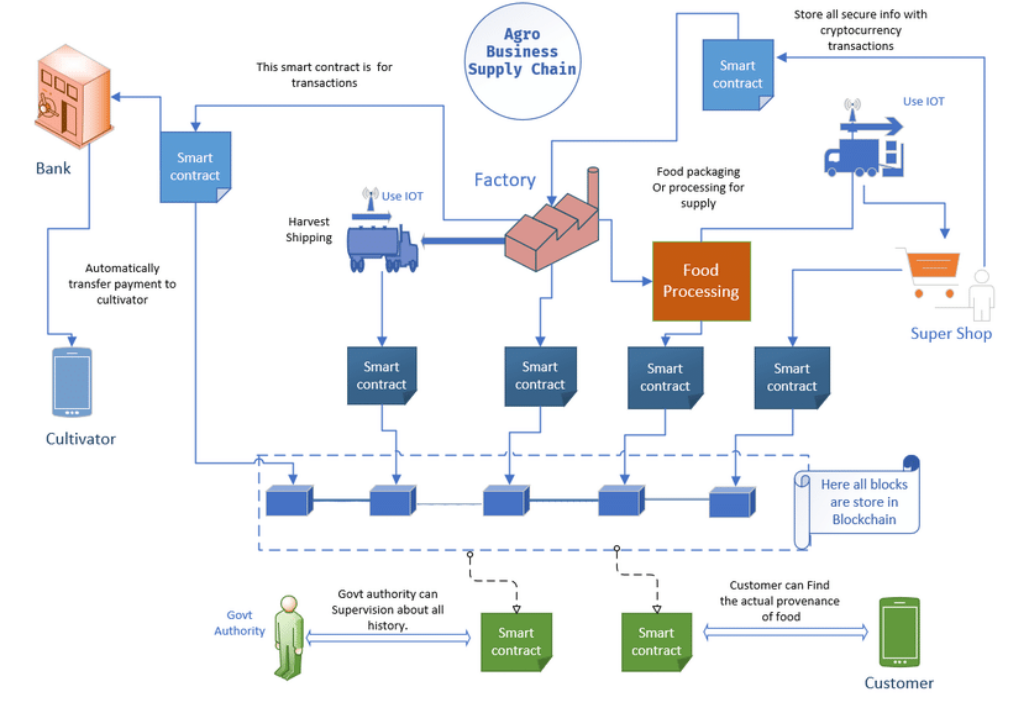 Agro
Business
Supply Chain
Store all secure info with
cryptocurrency
transactions
This smart contract is for
transactions
Smart
contract
Use IOT
Bank
Smart
contract
Factory
Food packaging
Or processing for
supply
Use IOT
Harvest
Shipping
Automatically
transfer payment to
cultivator
Food
Processing
Super Shop
Smart
contract
Smart
contract
Smart
contract
Smart
contract
Cultivator
Here all blocks
are store in
Blockchain
Govt authority can
Supervision about all
history.
Customer can Find
the actual provenance
of food
Govt
Authority
Smart
contract
Smart
contract
Customer